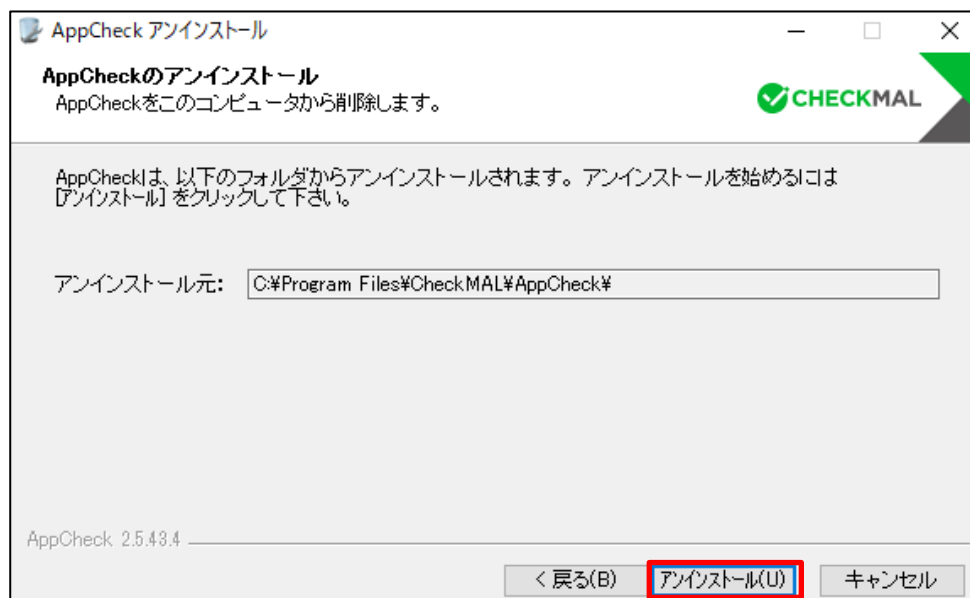 AppCheck アンインストール
AppCheckのアンインストール
AppCheckをこのコンピュータから削除します。
CHECKMAL
AppCheckは、以下のフォルダからアンインストールされます。アンインストールを始めるには
[アンインストール] をクリックして下さい。
アンインストール元: C:¥Program Files¥CheckMAL¥AppCheck¥
AppCheck 2.5.43.4
< 戻る(B) アンインストール(U) キャンセル